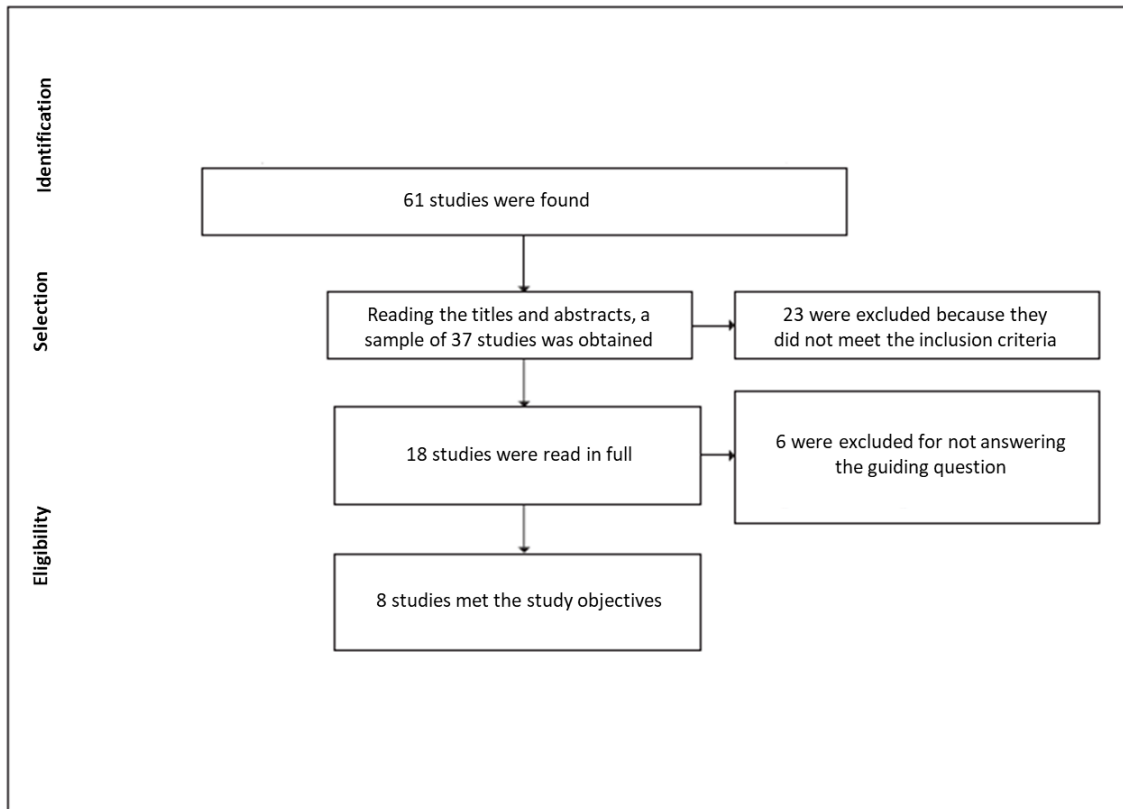 Identification
61 studies were found
Selection
Reading the titles and abstracts, a
sample of 37 studies was obtained
23 were excluded because they
did not meet the inclusion criteria
Eligibility
18 studies were read in full
6 were excluded for not answering
the guiding question
8 studies met the study objectives